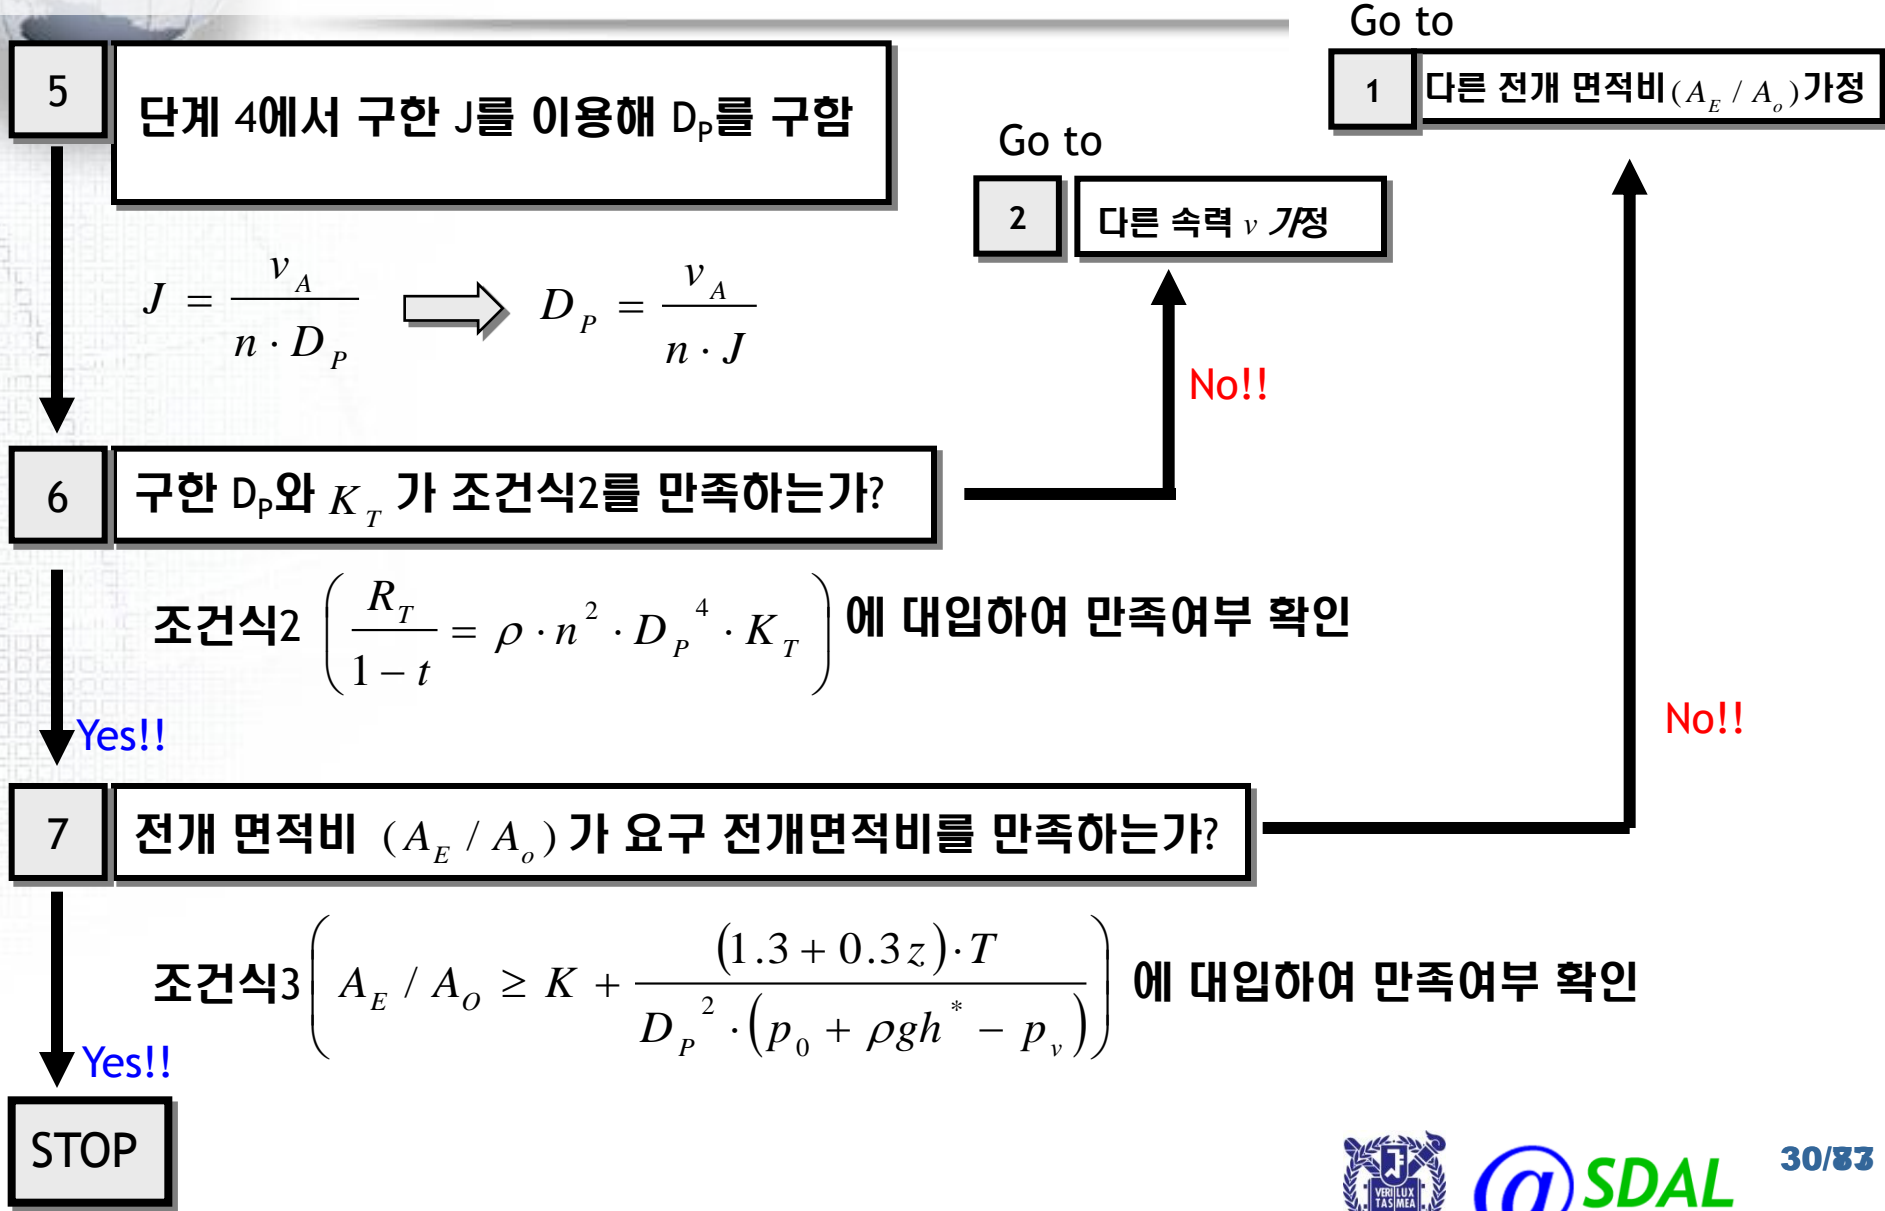 Go to
1 다른 전개 면적비 (A_E / A_o) 가정
5 단계 4에서 구한 J를 이용해 D_P를 구함
Go to
2 다른 속력 v 가정
J = v_A / (n · D_P) ⇒ D_P = v_A / (n · J)
No!!
6 구한 D_P와 K_T 가 조건식2를 만족하는가?
조건식2 ( R_T / (1 − t) = ρ · n^2 · D_P^4 · K_T ) 에 대입하여 만족여부 확인
Yes!!
No!!
7 전개 면적비 (A_E / A_o) 가 요구 전개면적비를 만족하는가?
조건식3 ( A_E / A_O ≥ K + (1.3 + 0.3z) · T / (D_P^2 · (p_0 + ρgh^* − p_v)) ) 에 대입하여 만족여부 확인
Yes!!
STOP
VERI LUX
TAS MEA
@SDAL
30/